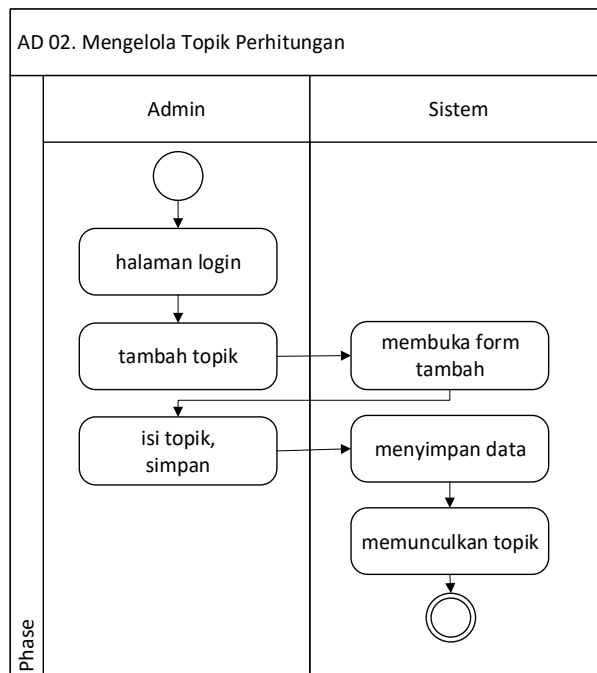 AD 02. Mengelola Topik Perhitungan
Admin
Sistem
halaman login
tambah topik
membuka form
tambah
isi topik,
simpan
menyimpan data
memunculkan topik
Phase